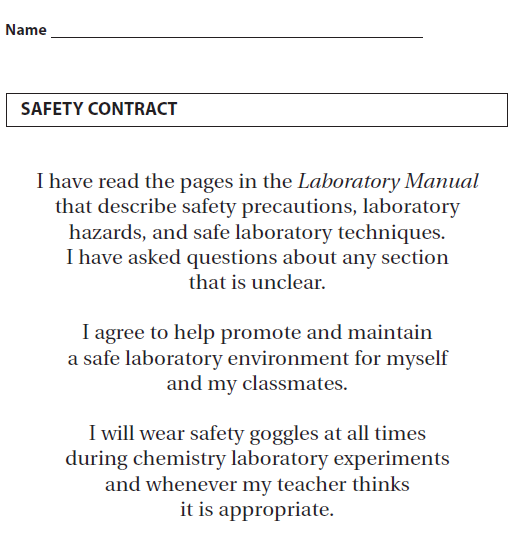 Name
SAFETY CONTRACT
I have read the pages in the Laboratory Manual
that describe safety precautions, laboratory
hazards, and safe laboratory techniques.
I have asked questions about any section
that is unclear.
I agree to help promote and maintain
a safe laboratory environment for myself
and my classmates.
I will wear safety goggles at all times
during chemistry laboratory experiments
and whenever my teacher thinks
it is appropriate.